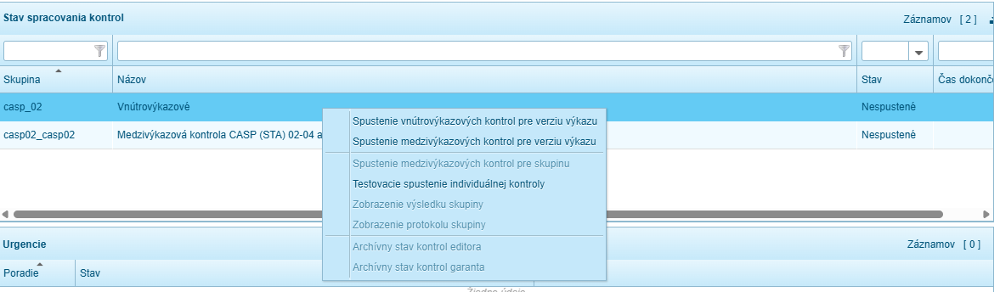 Stav spracovania kontrol
Záznamov [ 2 ]
Skupina Názov Stav Čas dokonče
casp_02 Vnútrovýkazové Nespustené
casp02_casp02 Medzivýkazová kontrola CASP (STA) 02-04 a Nespustené
Spustenie vnútrovýkazových kontrol pre verziu výkazu
Spustenie medzivýkazových kontrol pre verziu výkazu
Spustenie medzivýkazových kontrol pre skupinu
Testovacie spustenie individuálnej kontroly
Zobrazenie výsledku skupiny
Zobrazenie protokolu skupiny
Archívny stav kontrol editora
Archívny stav kontrol garanta
Urgencie
Záznamov [ 0 ]
Poradie Stav